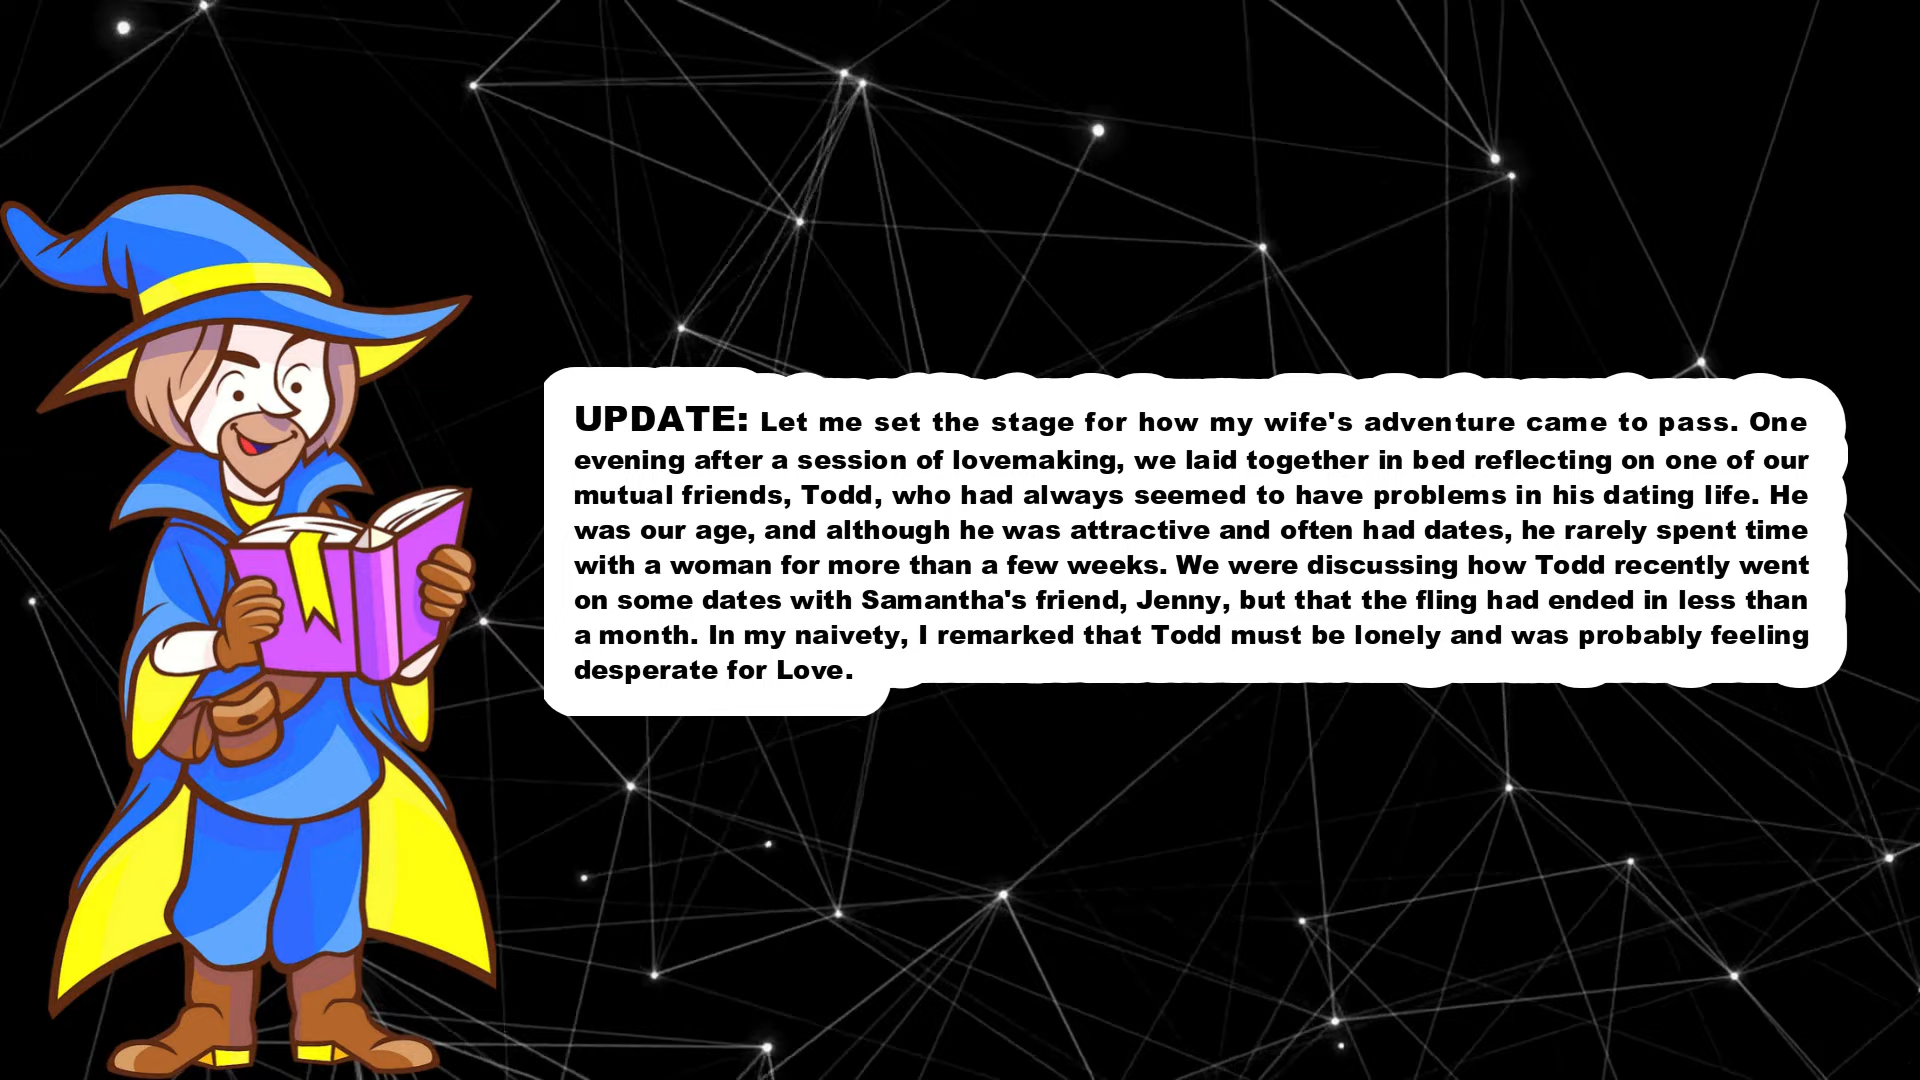 UPDATE: Let me set the stage for how my wife's adventure came to pass. One
evening after a session of lovemaking, we laid together in bed reflecting on one of our
mutual friends, Todd, who had always seemed to have problems in his dating life. He
was our age, and although he was attractive and often had dates, he rarely spent time
with a woman for more than a few weeks. We were discussing how Todd recently went
on some dates with Samantha's friend, Jenny, but that the fling had ended in less than
a month. In my naivety, I remarked that Todd must be lonely and was probably feeling
desperate for Love.